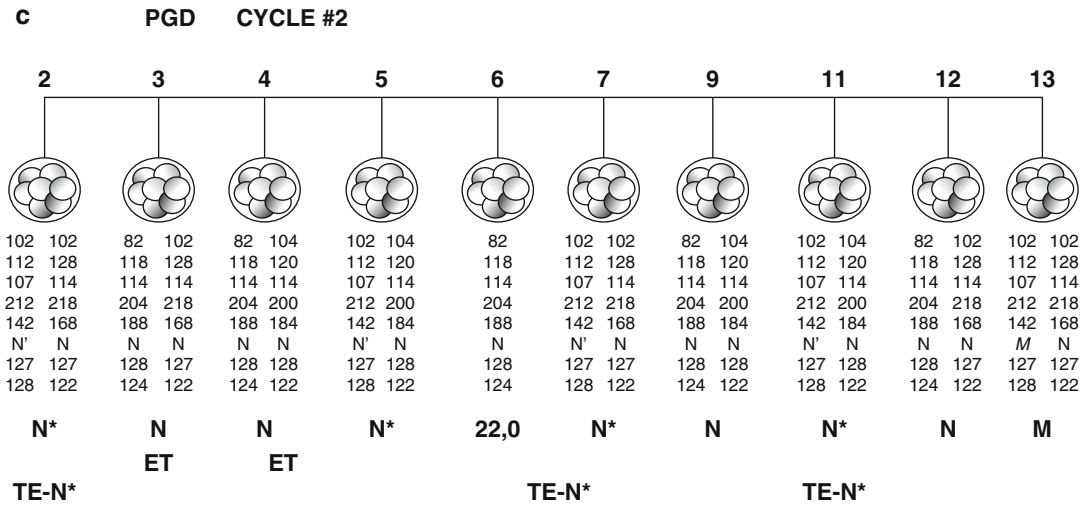 c PGD CYCLE #2
2 3 4 5 6 7 9 11 12 13
102 102 82 102 82 104 102 104 82 102 102 82 104 102 104 82 102 102 102
112 128 118 128 118 120 112 120 118 112 128 118 120 112 120 118 128 112 128
107 114 114 114 114 114 107 114 114 107 114 114 114 107 114 114 114 107 114
212 218 204 218 204 200 212 200 204 212 218 204 200 212 200 204 218 212 218
142 168 188 168 188 184 142 184 188 142 168 188 184 142 184 188 168 142 168
N' N N N N N N' N N N' N N N N' N N N M N
127 127 128 127 128 128 127 128 128 127 127 128 128 127 128 128 127 127 127
128 122 124 122 124 122 128 122 124 128 122 124 122 128 122 124 122 128 122
N* N N N* 22,0 N* N N* N M
ET ET
TE-N* TE-N* TE-N*